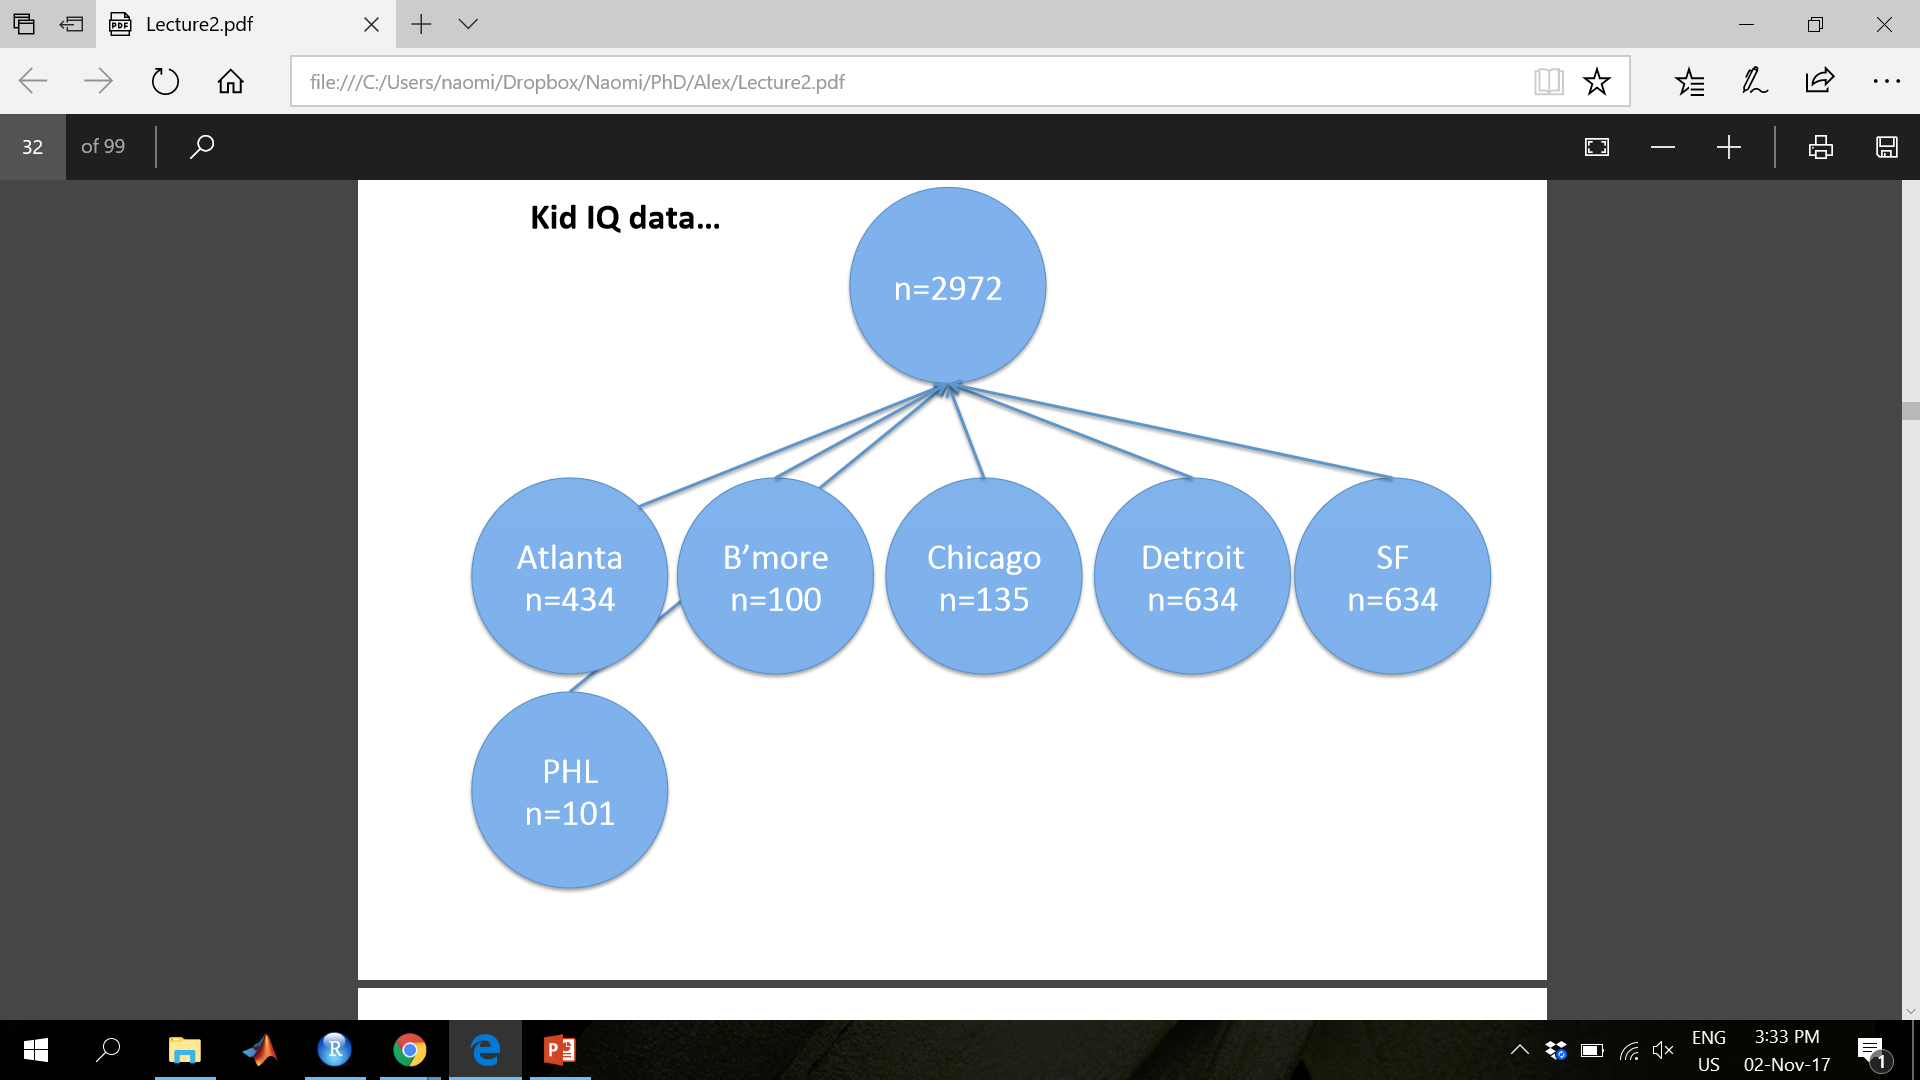 Lecture2.pdf
file:///C:/Users/naomi/Dropbox/Naomi/PhD/Alex/Lecture2.pdf
32 of 99
Kid IQ data...
n=2972
Atlanta
n=434
B’more
n=100
Chicago
n=135
Detroit
n=634
SF
n=634
PHL
n=101
ENG
US
3:33 PM
02-Nov-17
1